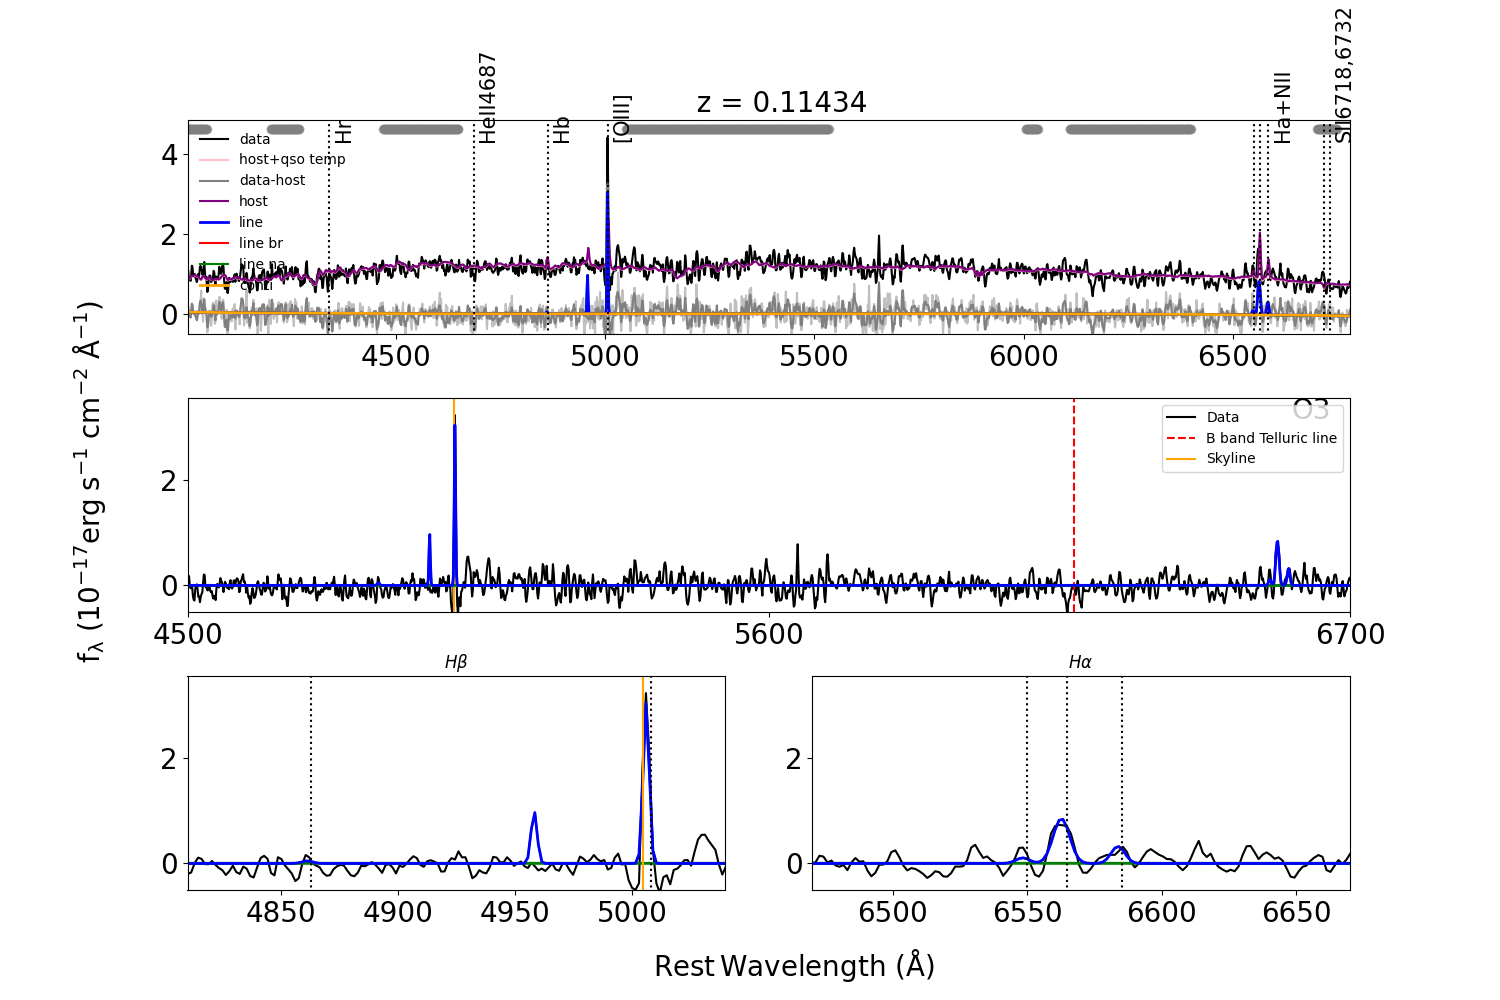 z = 0.11434
Hr
HeII4687
Hb
[OIII]
Ha+NII
SII6718,6732
data
host+qso temp
data-host
host
line
line br
line na
conti
4
2
0
4500
5000
5500
6000
6500
O3
Data
B band Telluric line
Skyline
2
0
4500
5600
6700
fλ (10⁻¹⁷erg s⁻¹ cm⁻² Å⁻¹)
Hβ
2
0
4850
4900
4950
5000
Hα
2
0
6500
6550
6600
6650
Rest Wavelength (Å)